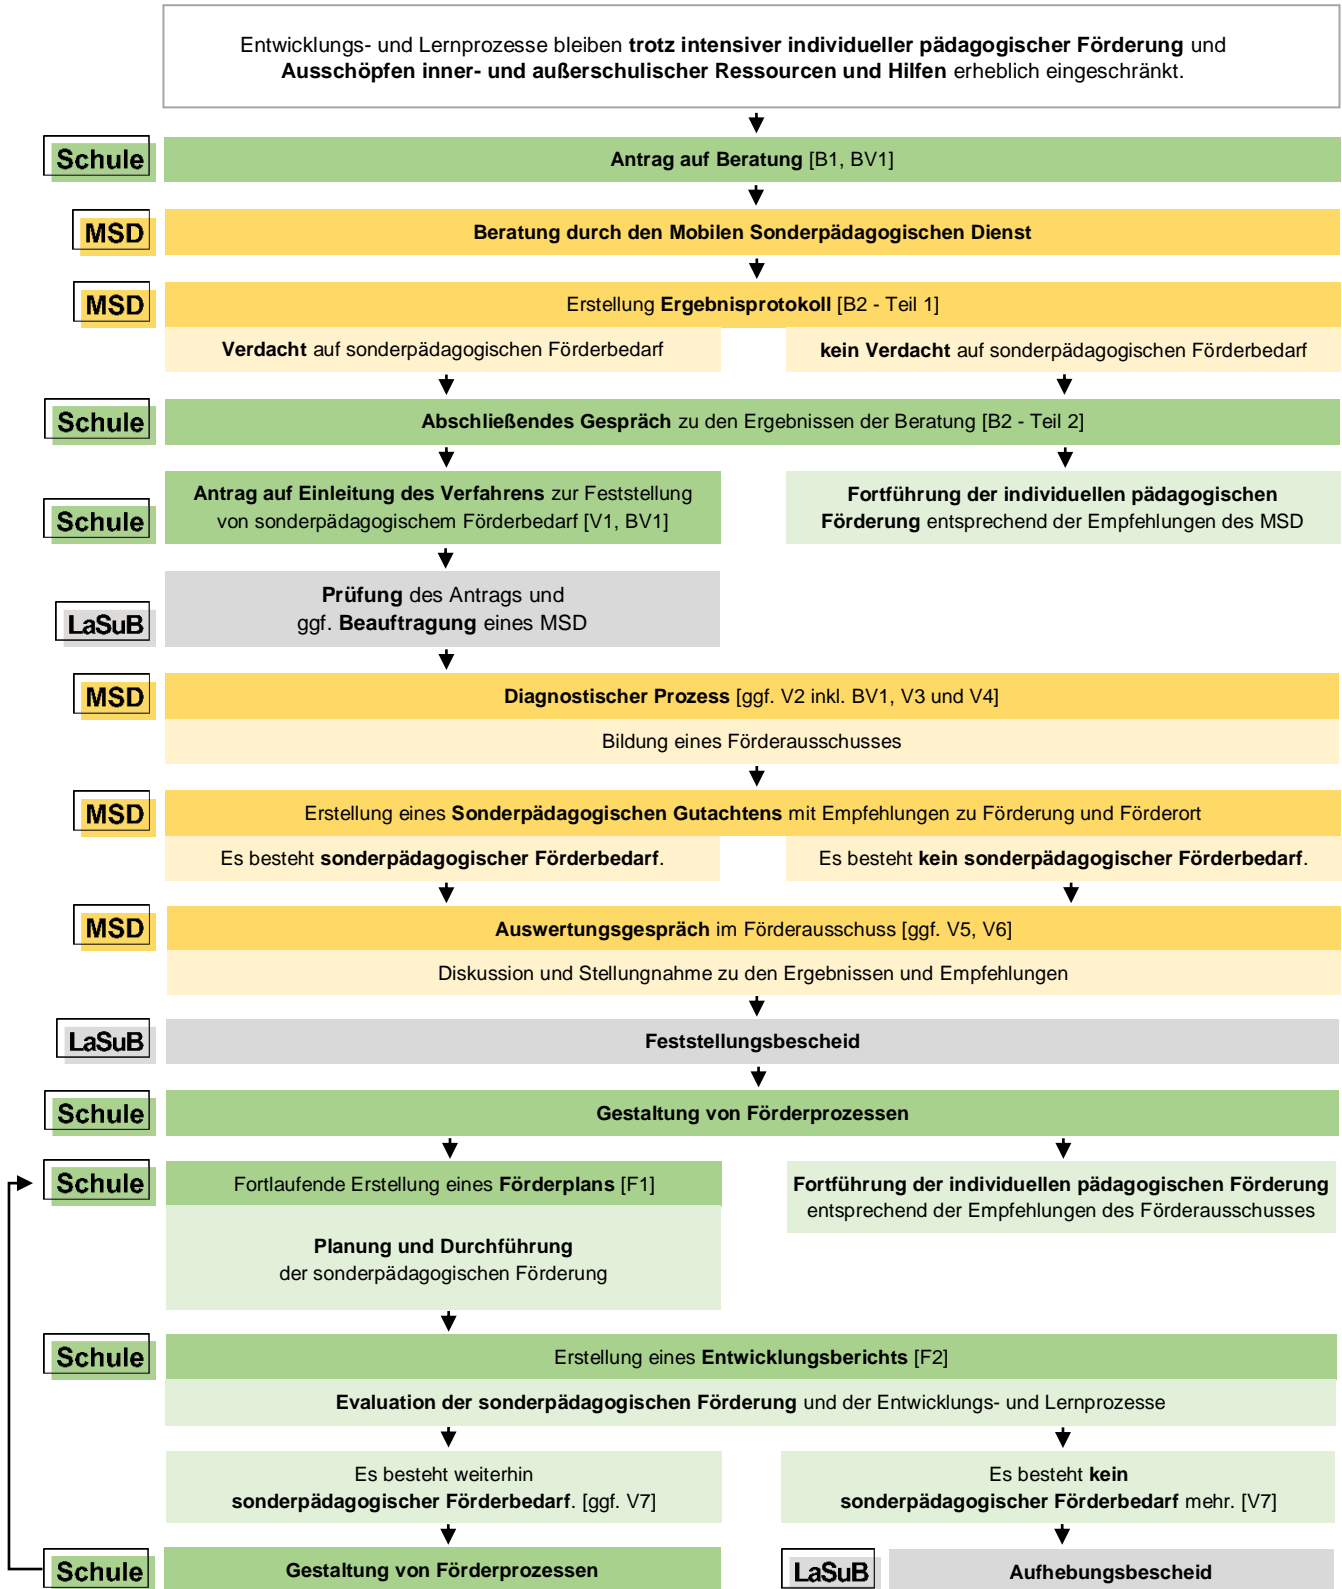 Entwicklungs- und Lernprozesse bleiben trotz intensiver individueller pädagogischer Förderung und
Ausschöpfen inner- und außerschulischer Ressourcen und Hilfen erheblich eingeschränkt.
Schule
Antrag auf Beratung [B1, BV1]
MSD
Beratung durch den Mobilen Sonderpädagogischen Dienst
MSD
Erstellung Ergebnisprotokoll [B2 - Teil 1]
Verdacht auf sonderpädagogischen Förderbedarf
kein Verdacht auf sonderpädagogischen Förderbedarf
Schule
Abschließendes Gespräch zu den Ergebnissen der Beratung [B2 - Teil 2]
Schule
Antrag auf Einleitung des Verfahrens zur Feststellung
von sonderpädagogischem Förderbedarf [V1, BV1]
Fortführung der individuellen pädagogischen
Förderung entsprechend der Empfehlungen des MSD
LaSuB
Prüfung des Antrags und
ggf. Beauftragung eines MSD
MSD
Diagnostischer Prozess [ggf. V2 inkl. BV1, V3 und V4]
Bildung eines Förderausschusses
MSD
Erstellung eines Sonderpädagogischen Gutachtens mit Empfehlungen zu Förderung und Förderort
Es besteht sonderpädagogischer Förderbedarf.
Es besteht kein sonderpädagogischer Förderbedarf.
MSD
Auswertungsgespräch im Förderausschuss [ggf. V5, V6]
Diskussion und Stellungnahme zu den Ergebnissen und Empfehlungen
LaSuB
Feststellungsbescheid
Schule
Gestaltung von Förderprozessen
Schule
Fortlaufende Erstellung eines Förderplans [F1]
Planung und Durchführung
der sonderpädagogischen Förderung
Fortführung der individuellen pädagogischen Förderung
entsprechend der Empfehlungen des Förderausschusses
Schule
Erstellung eines Entwicklungsberichts [F2]
Evaluation der sonderpädagogischen Förderung und der Entwicklungs- und Lernprozesse
Es besteht weiterhin
sonderpädagogischer Förderbedarf. [ggf. V7]
Es besteht kein
sonderpädagogischer Förderbedarf mehr. [V7]
Schule
Gestaltung von Förderprozessen
LaSuB
Aufhebungsbescheid